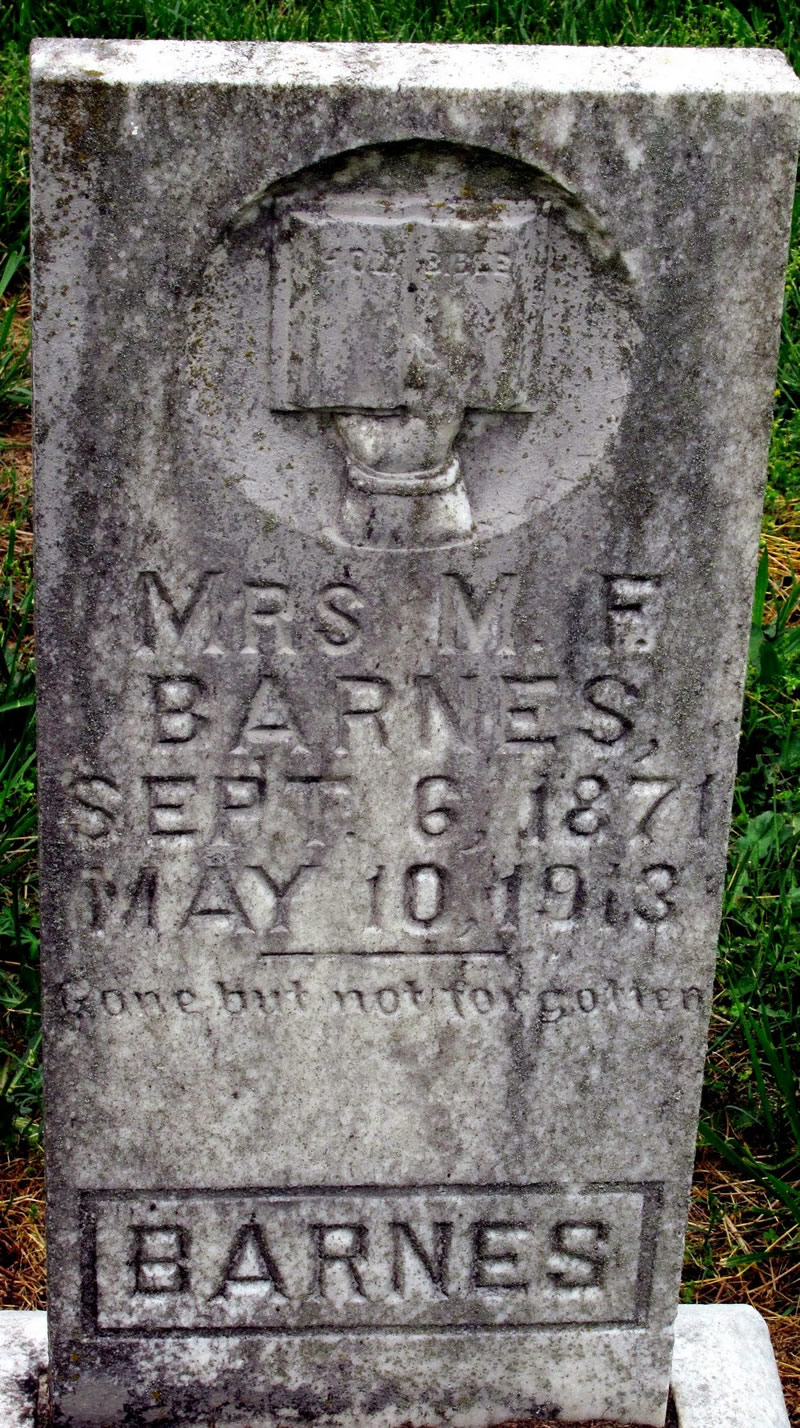 HOLY BIBLE
MRS M. F.
BARNES,
SEPT. 6, 1871
MAY 10, 1913
Gone but not forgotten
BARNES